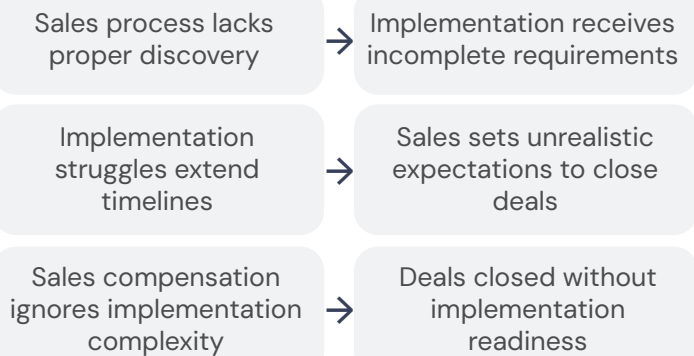 Sales process lacks
proper discovery
→
Implementation receives
incomplete requirements
Implementation
struggles extend
timelines
→
Sales sets unrealistic
expectations to close
deals
Sales compensation
ignores implementation
complexity
→
Deals closed without
implementation
readiness